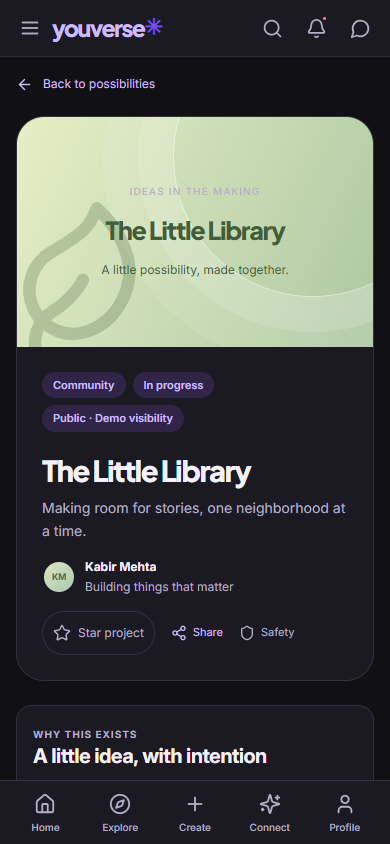 youverse
Back to possibilities
IDEAS IN THE MAKING
The Little Library
A little possibility, made together.
Community
In progress
Public · Demo visibility
The Little Library
Making room for stories, one neighborhood at
a time.
KM
Kabir Mehta
Building things that matter
Star project
Share
Safety
WHY THIS EXISTS
A little idea, with intention
Home
Explore
Create
Connect
Profile